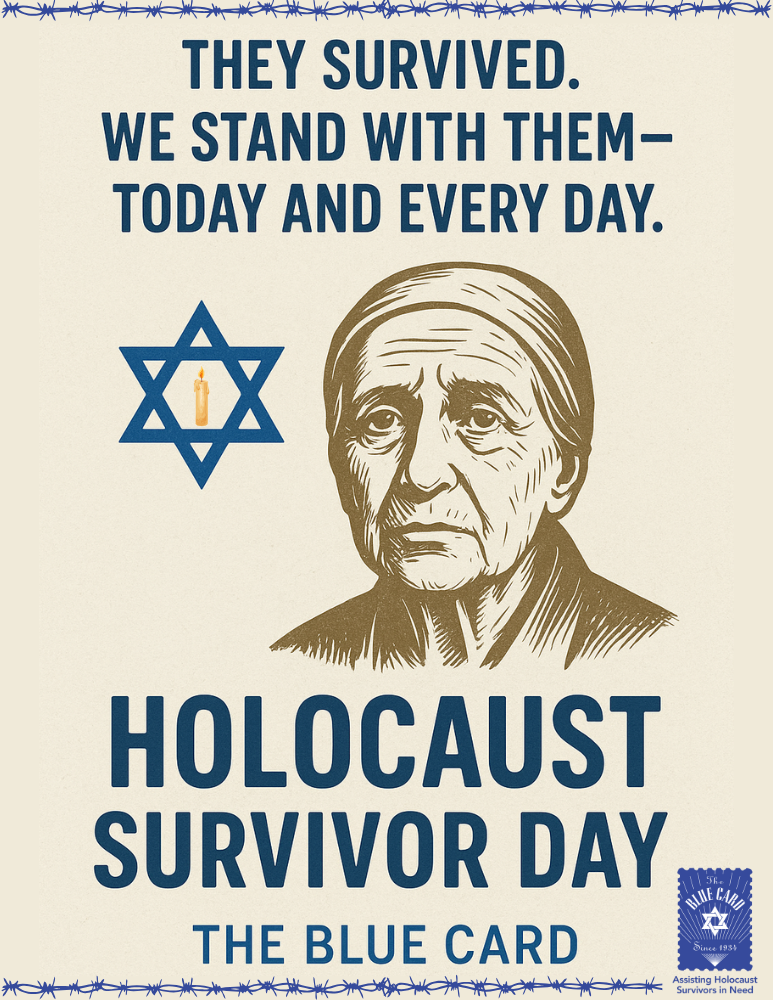 THEY SURVIVED.
WE STAND WITH THEM—
TODAY AND EVERY DAY.
HOLOCAUST
SURVIVOR DAY
THE BLUE CARD
The
BLUE CARD
Since 1934
Assisting Holocaust
Survivors in Need